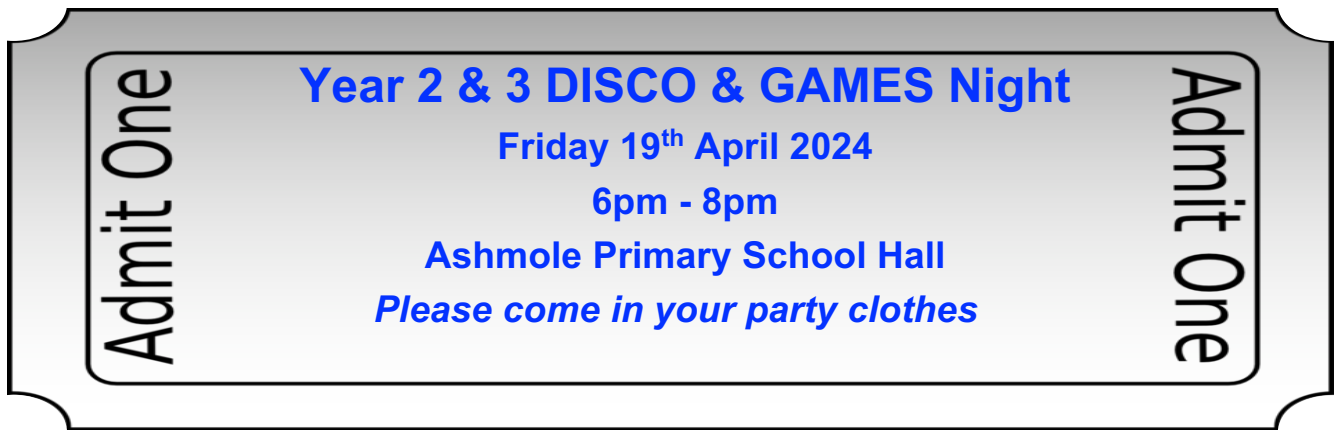 Admit One
Year 2 & 3 DISCO & GAMES Night
Friday 19th April 2024
6pm - 8pm
Ashmole Primary School Hall
Please come in your party clothes
Admit One